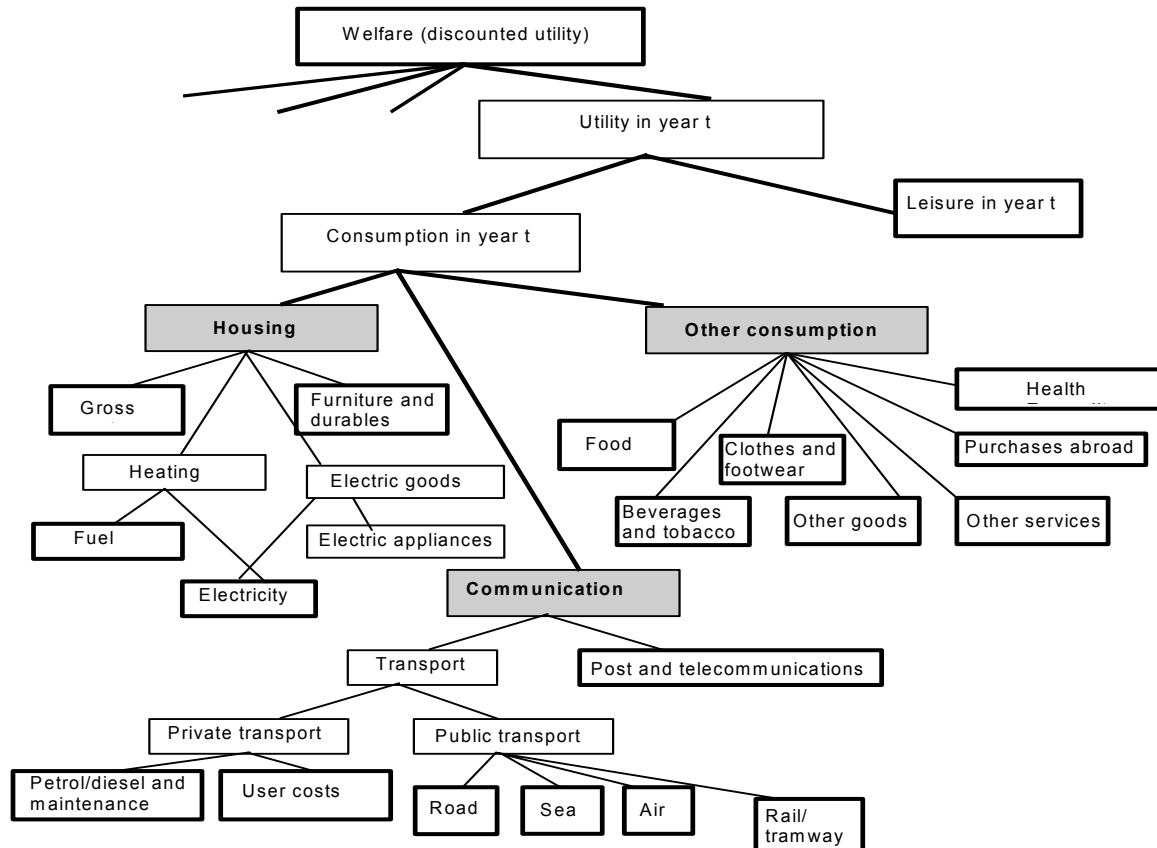 Welfare (discounted utility)
Utility in year t
Leisure in year t
Consumption in year t
Housing
Other consumption
Gross
Furniture and
durables
Health
Food
Clothes and
footwear
Purchases abroad
Heating
Electric goods
Beverages
and tobacco
Other goods
Other services
Fuel
Electric appliances
Electricity
Communication
Transport
Post and telecommunications
Private transport
Public transport
Petrol/diesel and
maintenance
User costs
Road
Sea
Air
Rail/
tramway